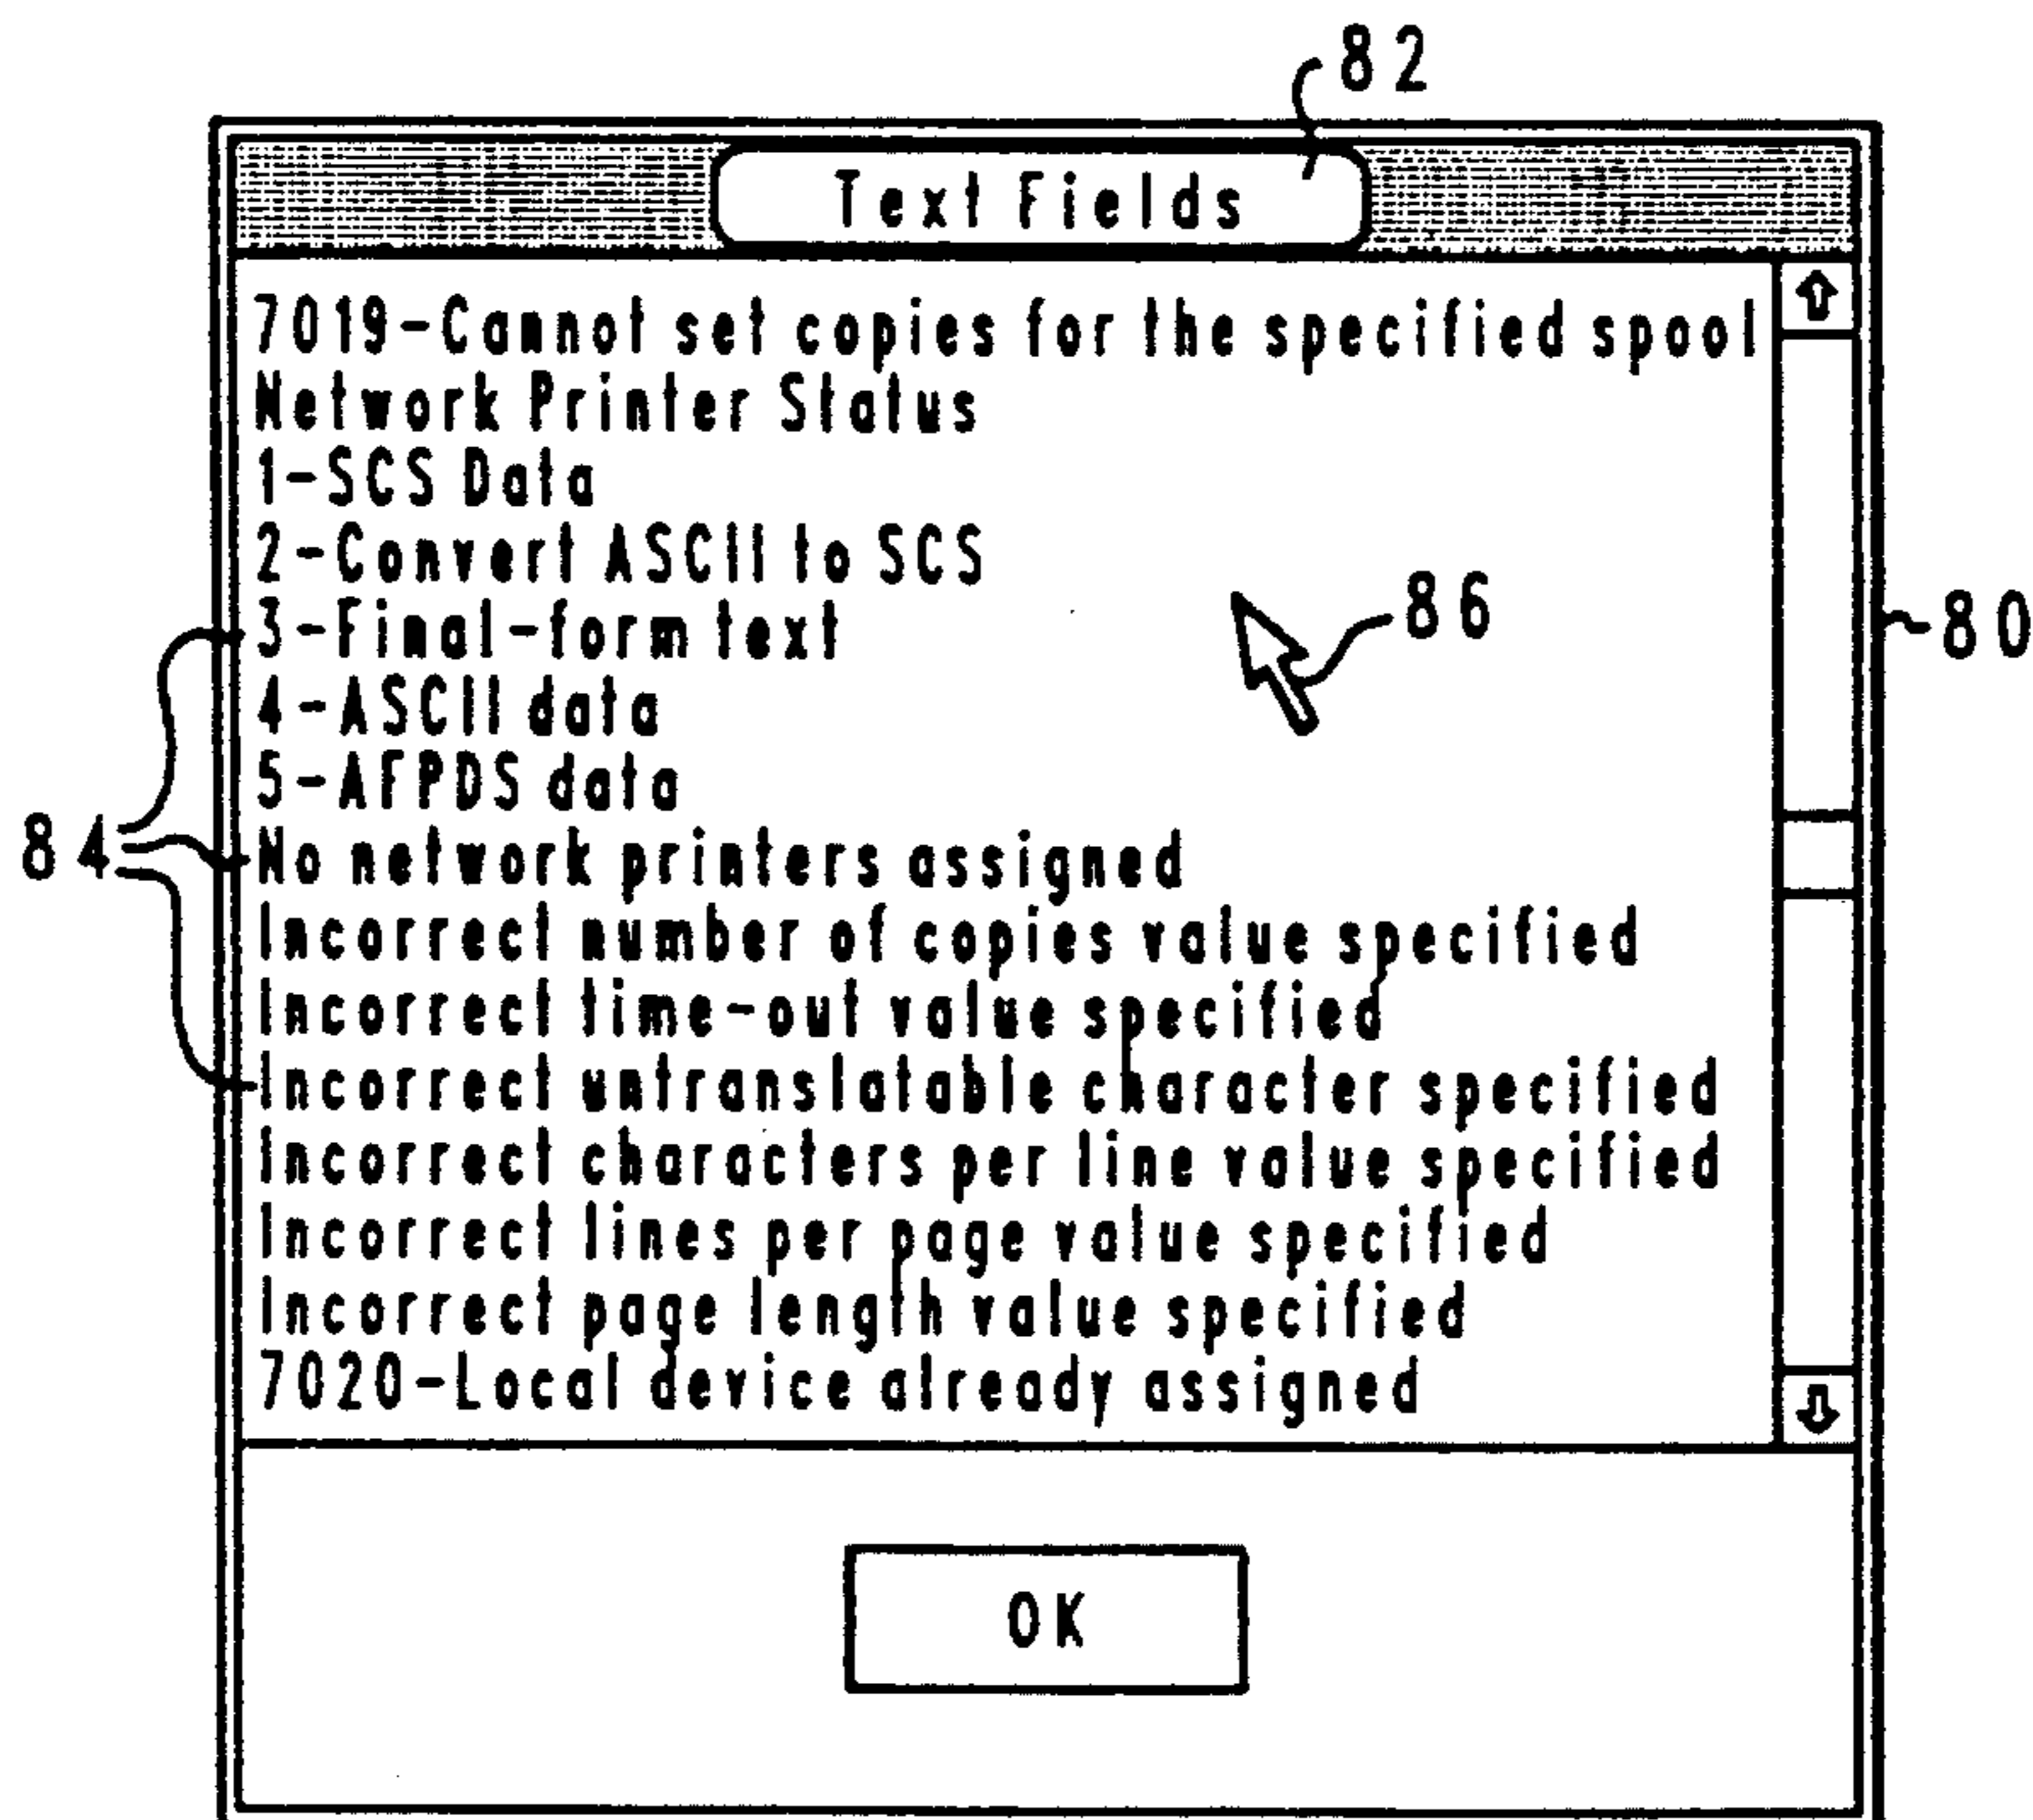 82
Text Fields
7019-Cannot set copies for the specified spool
Network Printer Status
1-SCS Data
2-Convert ASCII to SCS
86
80
3-Final-form text
4-ASCII data
5-AFPDS data
84
No network printers assigned
Incorrect number of copies value specified
Incorrect time-out value specified
Incorrect untranslatable character specified
Incorrect characters per line value specified
Incorrect lines per page value specified
Incorrect page length value specified
7020-Local device already assigned
OK